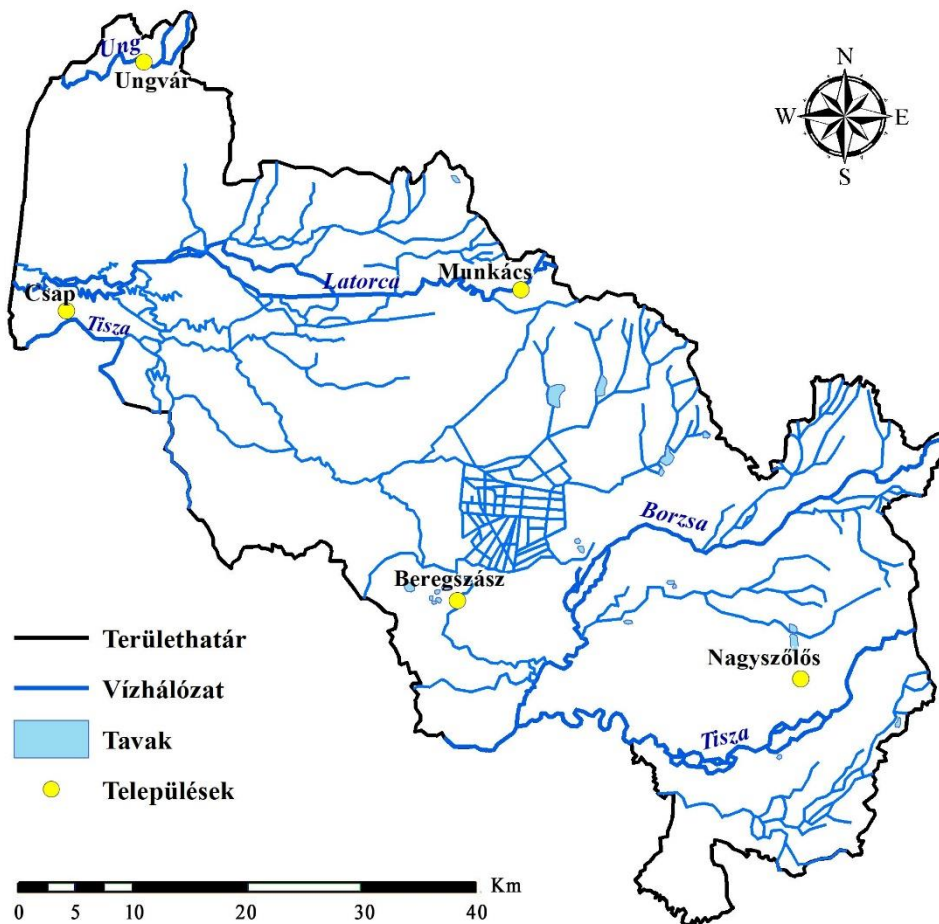 Ung
Ungvár
N
W
E
S
Latorca
Munkács
Csap
Tisza
Borzsa
Beregszász
Nagyszőlős
Tisza
Területhatár
Vízhálózat
Tavak
Települések
Km
0 5 10 20 30 40